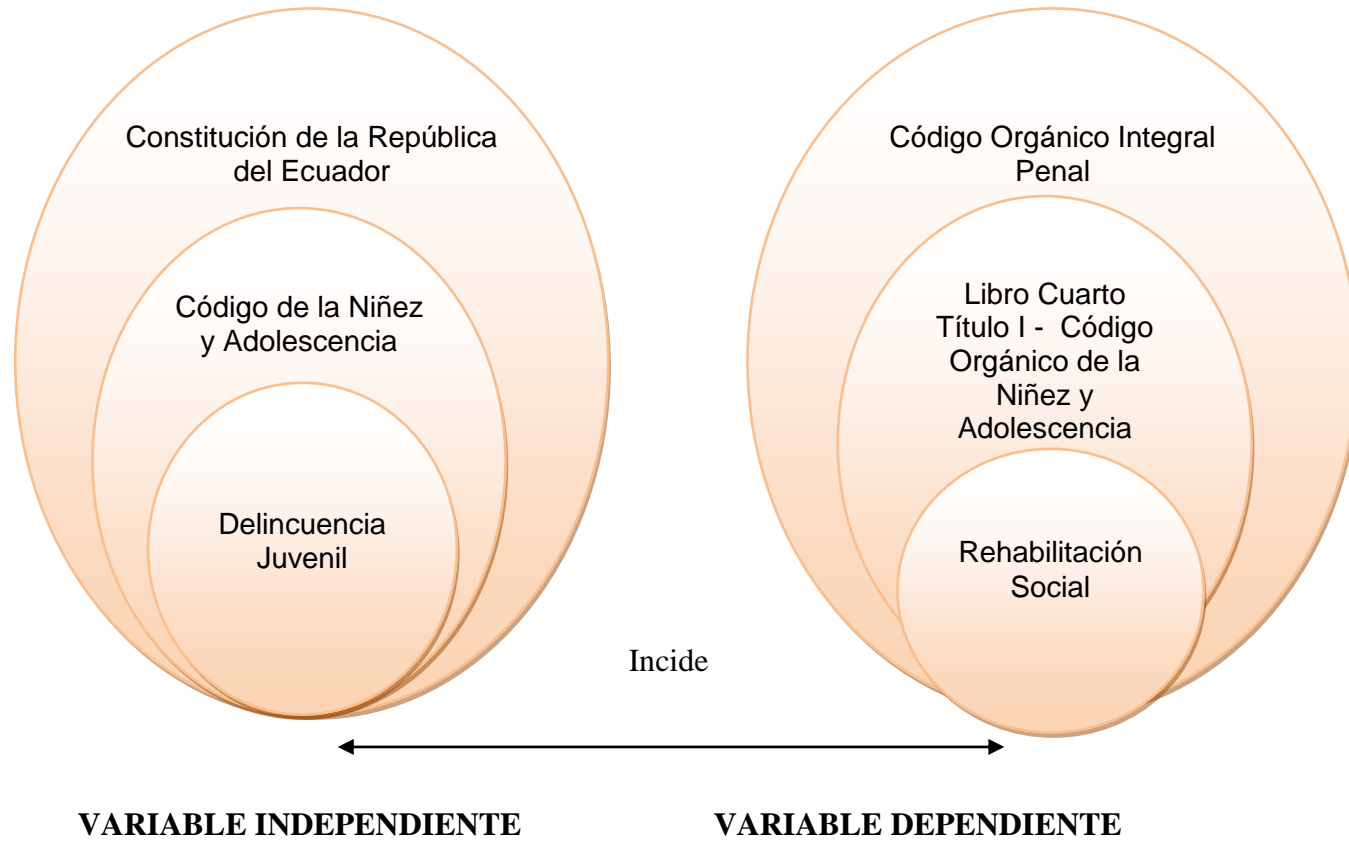 Constitución de la República
del Ecuador
Código de la Niñez
y Adolescencia
Delincuencia
Juvenil
Código Orgánico Integral
Penal
Libro Cuarto
Título I - Código
Orgánico de la
Niñez y
Adolescencia
Rehabilitación
Social
Incide
VARIABLE INDEPENDIENTE
VARIABLE DEPENDIENTE